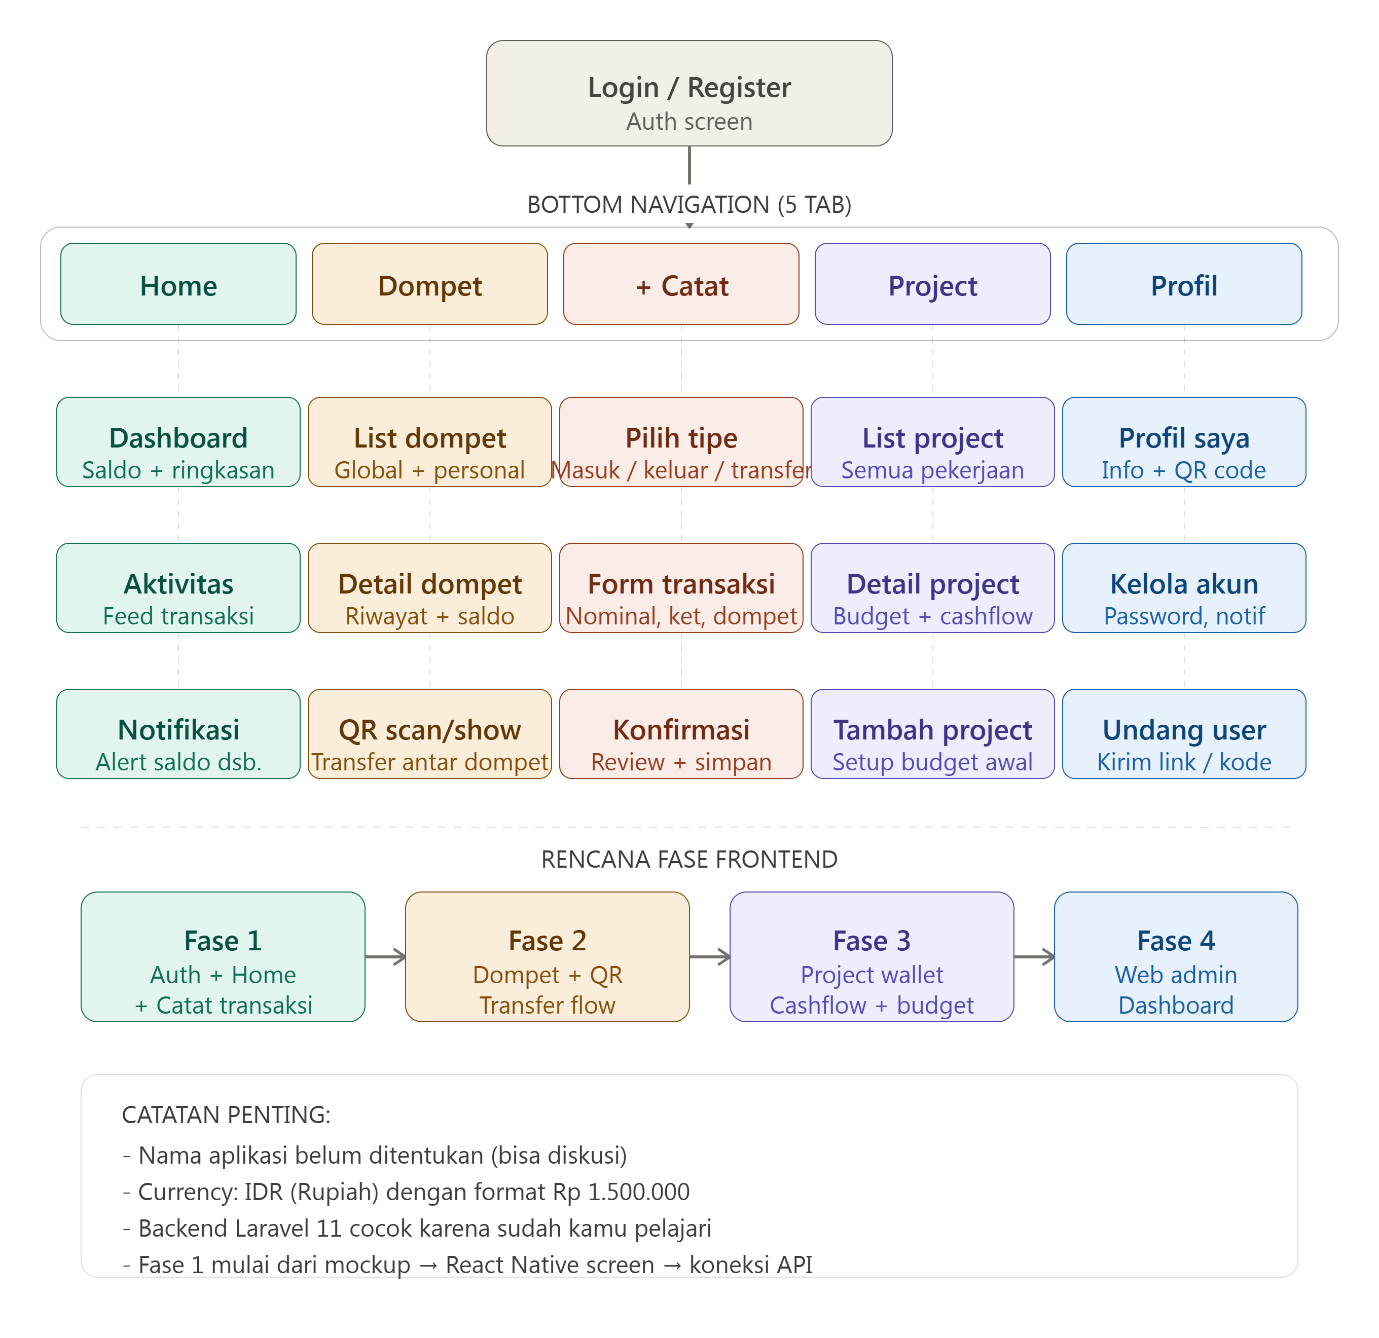 Login / Register
Auth screen
BOTTOM NAVIGATION (5 TAB)
Home
Dompet
+ Catat
Project
Profil
Dashboard
Saldo + ringkasan
List dompet
Global + personal
Pilih tipe
Masuk / keluar / transfer
List project
Semua pekerjaan
Profil saya
Info + QR code
Aktivitas
Feed transaksi
Detail dompet
Riwayat + saldo
Form transaksi
Nominal, ket, dompet
Detail project
Budget + cashflow
Kelola akun
Password, notif
Notifikasi
Alert saldo dsb.
QR scan/show
Transfer antar dompet
Konfirmasi
Review + simpan
Tambah project
Setup budget awal
Undang user
Kirim link / kode
RENCANA FASE FRONTEND
Fase 1
Auth + Home
+ Catat transaksi
Fase 2
Dompet + QR
Transfer flow
Fase 3
Project wallet
Cashflow + budget
Fase 4
Web admin
Dashboard
CATATAN PENTING:
- Nama aplikasi belum ditentukan (bisa diskusi)
- Currency: IDR (Rupiah) dengan format Rp 1.500.000
- Backend Laravel 11 cocok karena sudah kamu pelajari
- Fase 1 mulai dari mockup → React Native screen → koneksi API